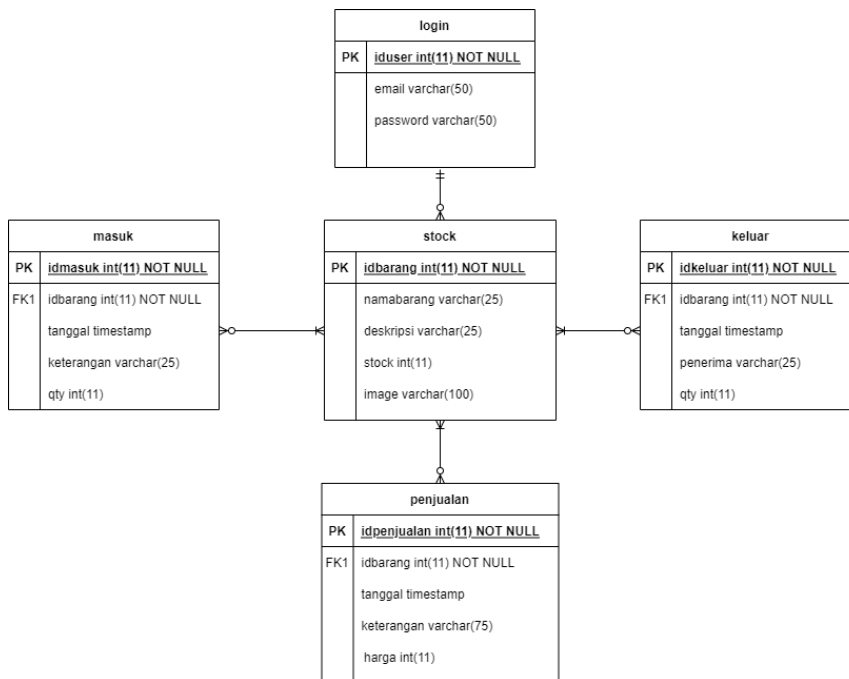 login
PK iduser int(11) NOT NULL
email varchar(50)
password varchar(50)
masuk
PK idmasuk int(11) NOT NULL
FK1 idbarang int(11) NOT NULL
tanggal timestamp
keterangan varchar(25)
qty int(11)
stock
PK idbarang int(11) NOT NULL
namabarang varchar(25)
deskripsi varchar(25)
stock int(11)
image varchar(100)
keluar
PK idkeluar int(11) NOT NULL
FK1 idbarang int(11) NOT NULL
tanggal timestamp
penerima varchar(25)
qty int(11)
penjualan
PK idpenjualan int(11) NOT NULL
FK1 idbarang int(11) NOT NULL
tanggal timestamp
keterangan varchar(75)
harga int(11)